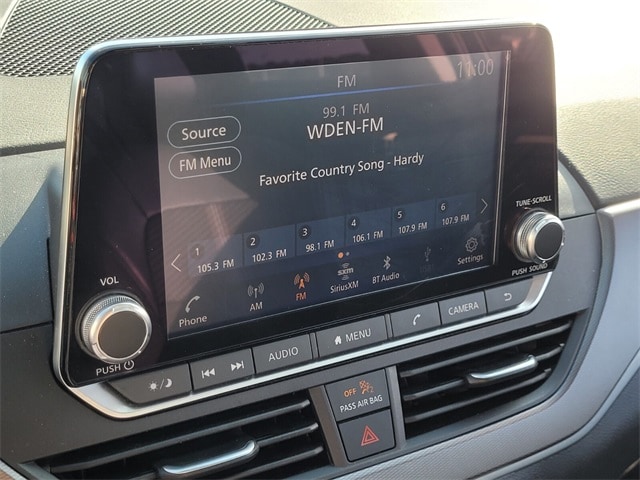 FM
11:00
99.1 FM
WDEN-FM
Source
FM Menu
Favorite Country Song - Hardy
1 2 3 4 5 6
105.3 FM 102.3 FM 98.1 FM 106.1 FM 107.9 FM 107.9 FM
Phone AM FM SXM SiriusXM BT Audio Settings
VOL
PUSH
TUNE·SCROLL
PUSH SOUND
AUDIO MENU CAMERA
OFF
PASS AIR BAG